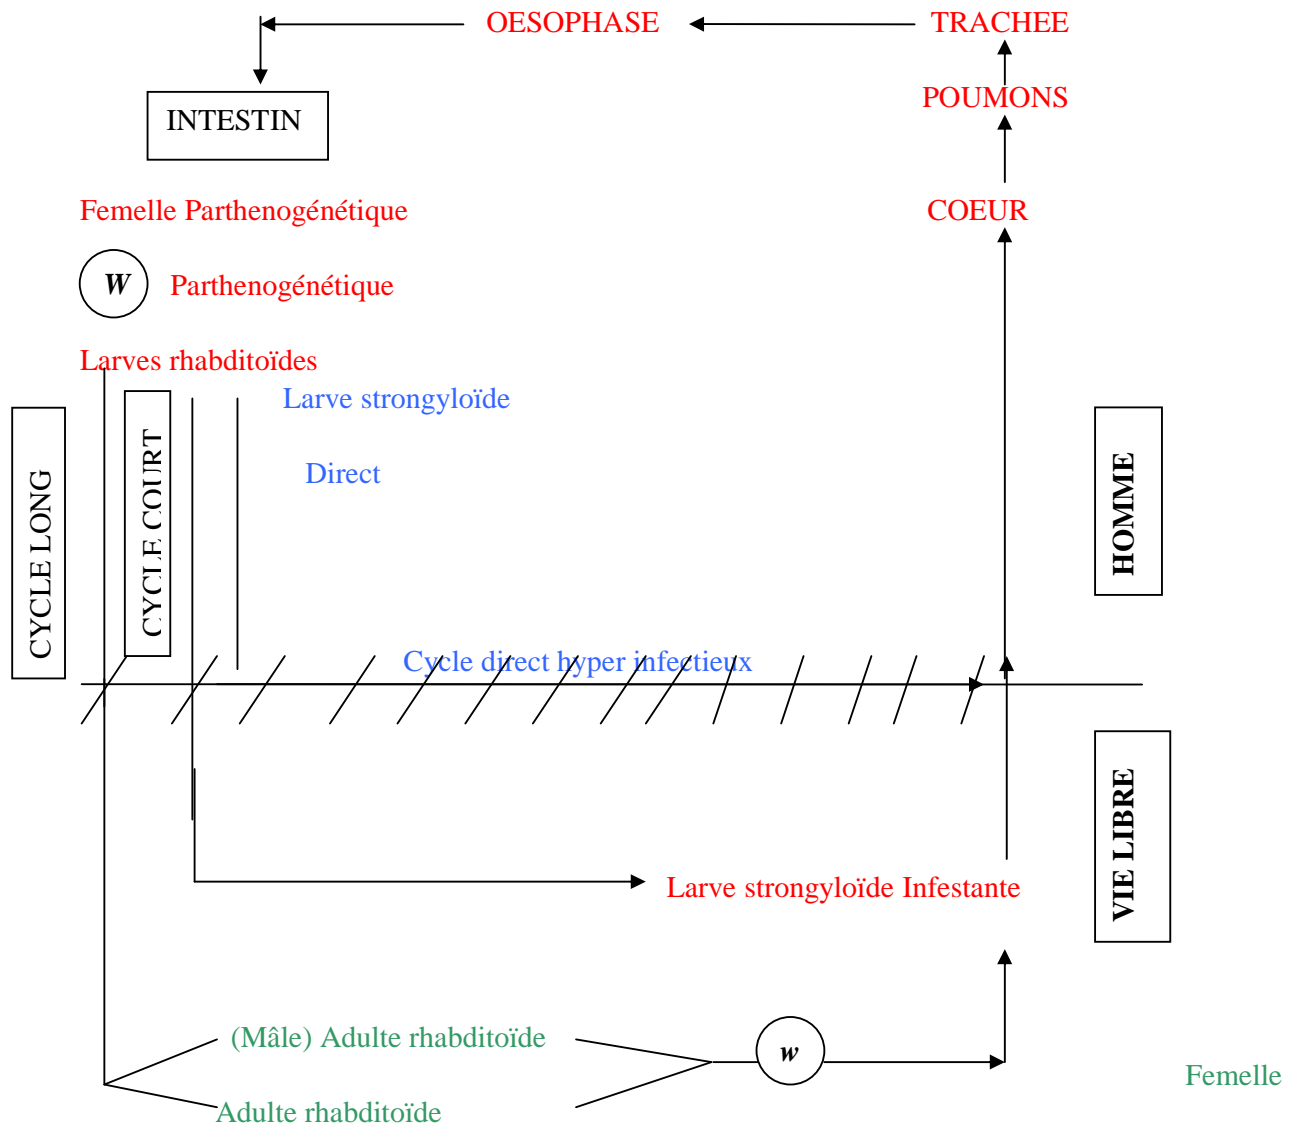 OESOPHASE
TRACHEE
POUMONS
INTESTIN
Femelle Parthenogénétique
COEUR
W Parthenogénétique
Larves rhabditoïdes
Larve strongyloïde
Direct
CYCLE LONG
CYCLE COURT
HOMME
Cycle direct hyper infectieux
VIE LIBRE
Larve strongyloïde Infestante
(Mâle) Adulte rhabditoïde
w
Femelle
Adulte rhabditoïde